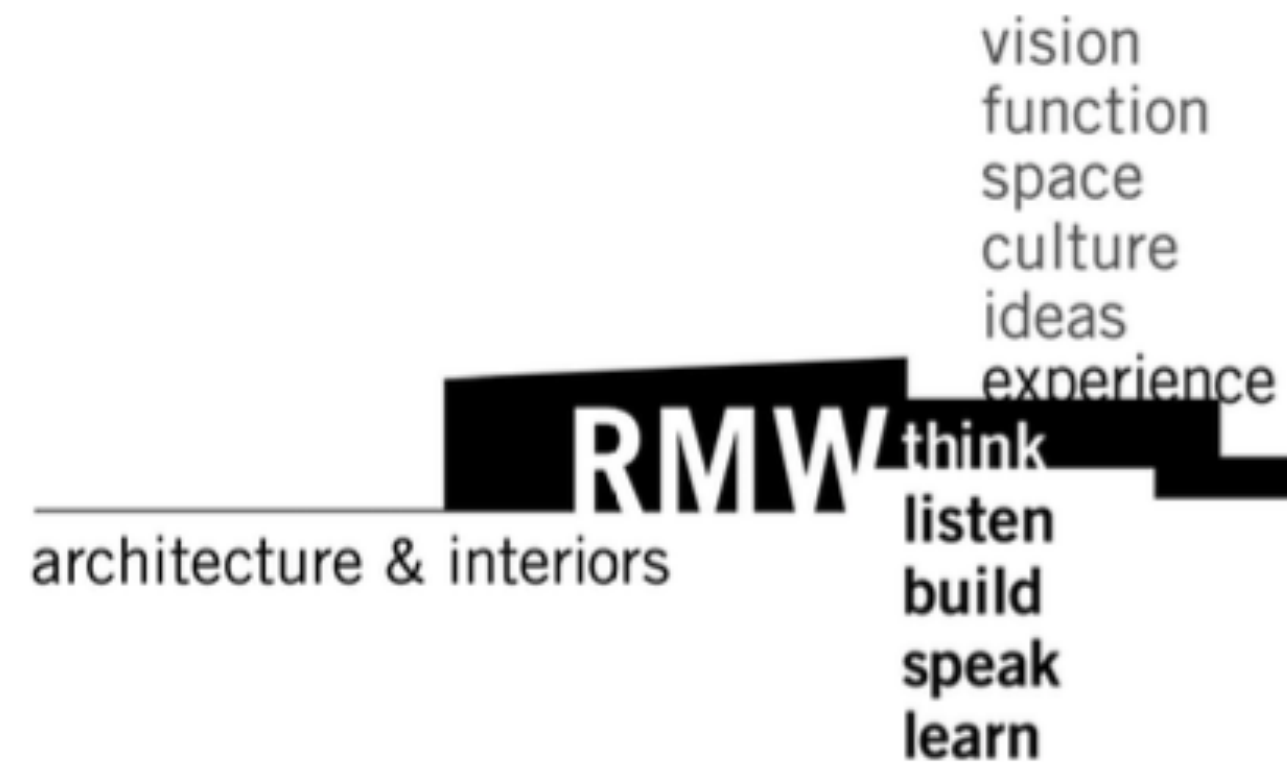 vision
function
space
culture
ideas
experience
RMW think
listen
architecture & interiors
build
speak
learn